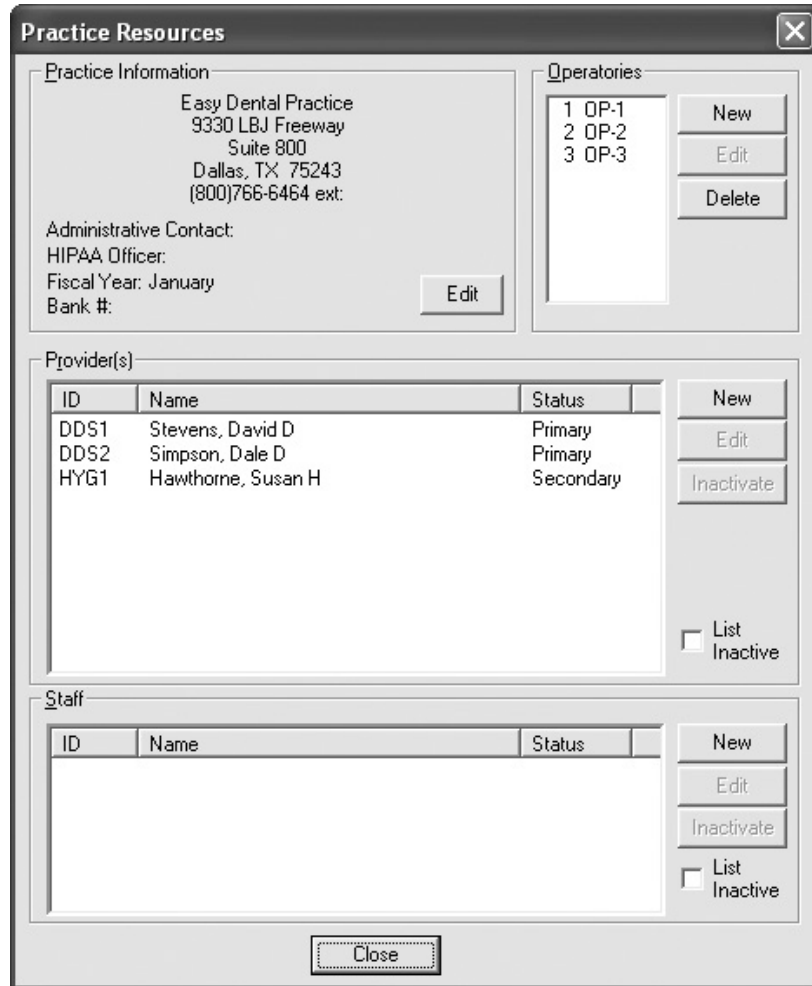 Practice Resources
Practice Information
Easy Dental Practice
9330 LBJ Freeway
Suite 800
Dallas, TX 75243
(800)766-6464 ext:
Administrative Contact:
HIPAA Officer:
Fiscal Year: January
Bank #:
Edit
Operatories
1 OP-1
2 OP-2
3 OP-3
New
Edit
Delete
Provider(s)
ID Name Status
DDS1 Stevens, David D Primary
DDS2 Simpson, Dale D Primary
HYG1 Hawthorne, Susan H Secondary
New
Edit
Inactivate
List
Inactive
Staff
ID Name Status
New
Edit
Inactivate
List
Inactive
Close